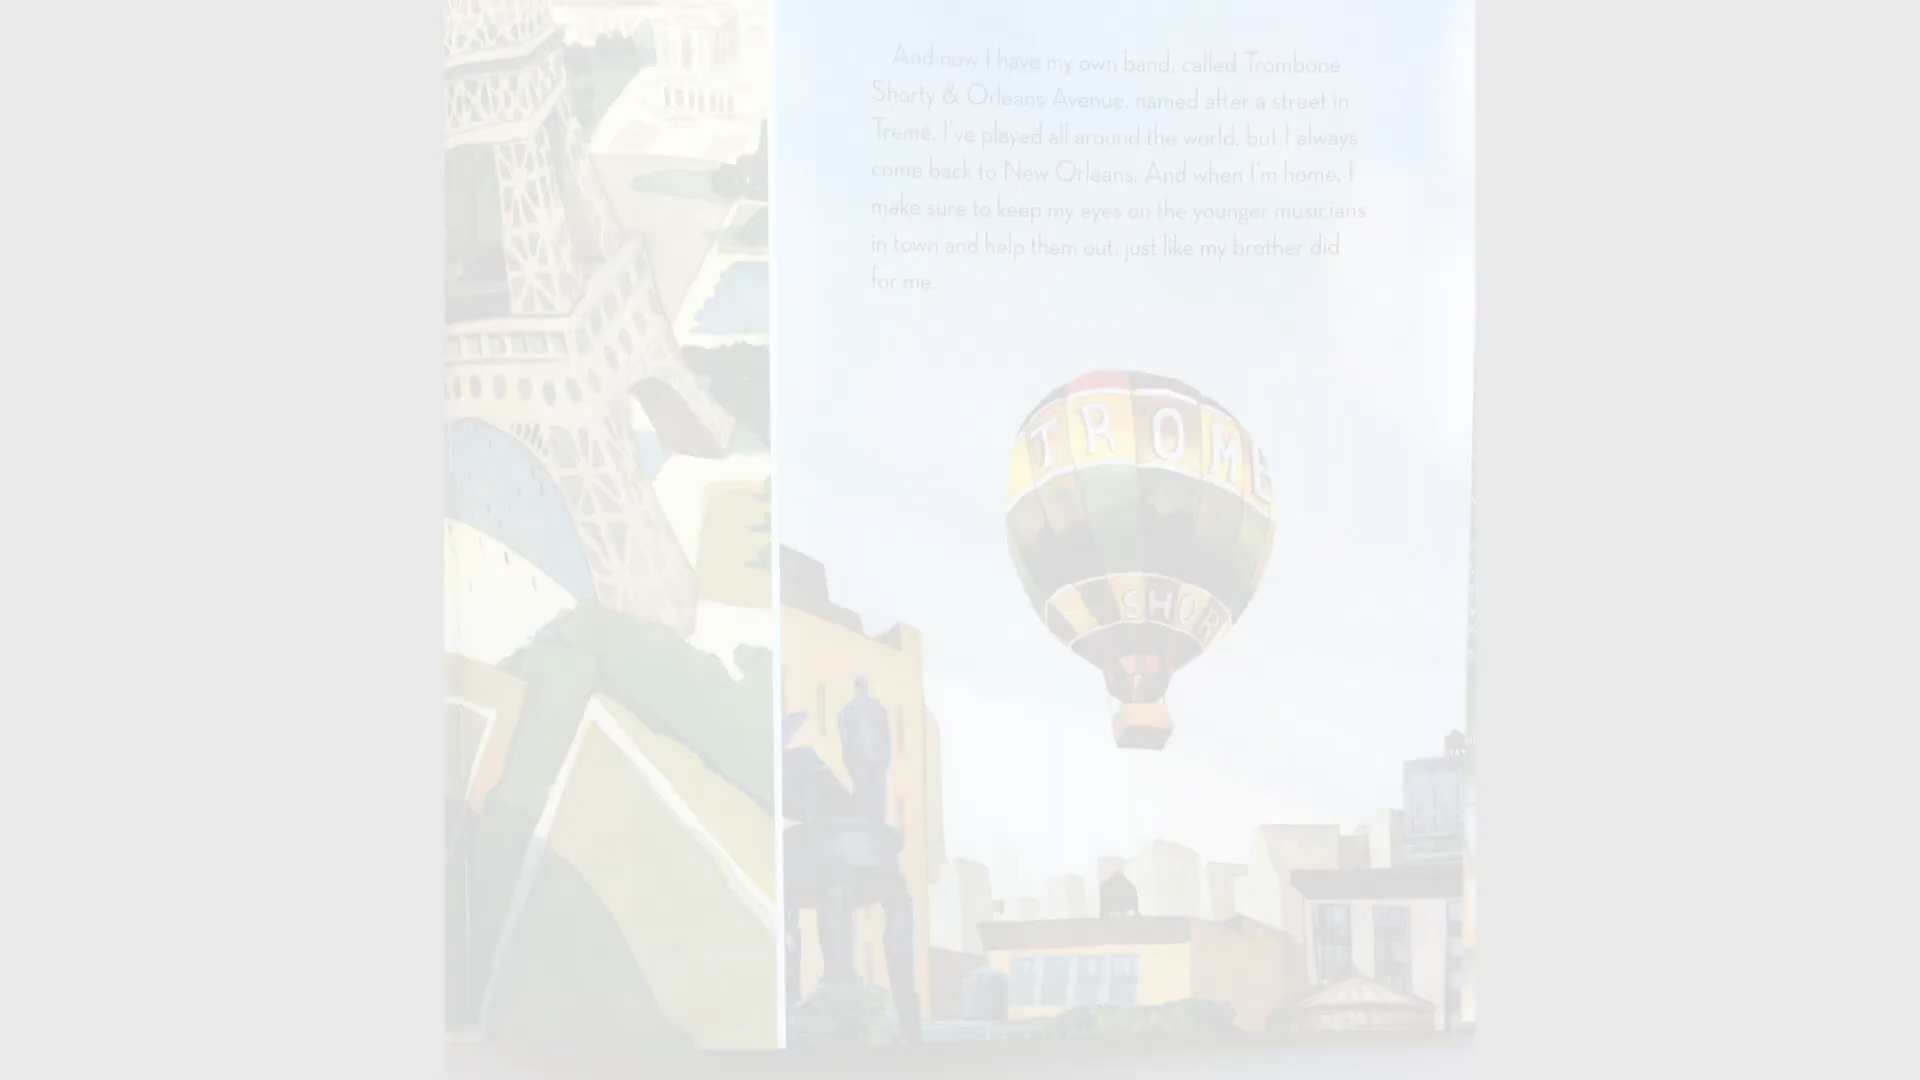 And now I have my own band, called Trombone
Shorty & Orleans Avenue, named after a street in
Tremé. I've played all around the world, but I always
come back to New Orleans. And when I'm home, I
make sure to keep my eyes on the younger musicians
in town and help them out, just like my brother did
for me.
TROMB
SHOR